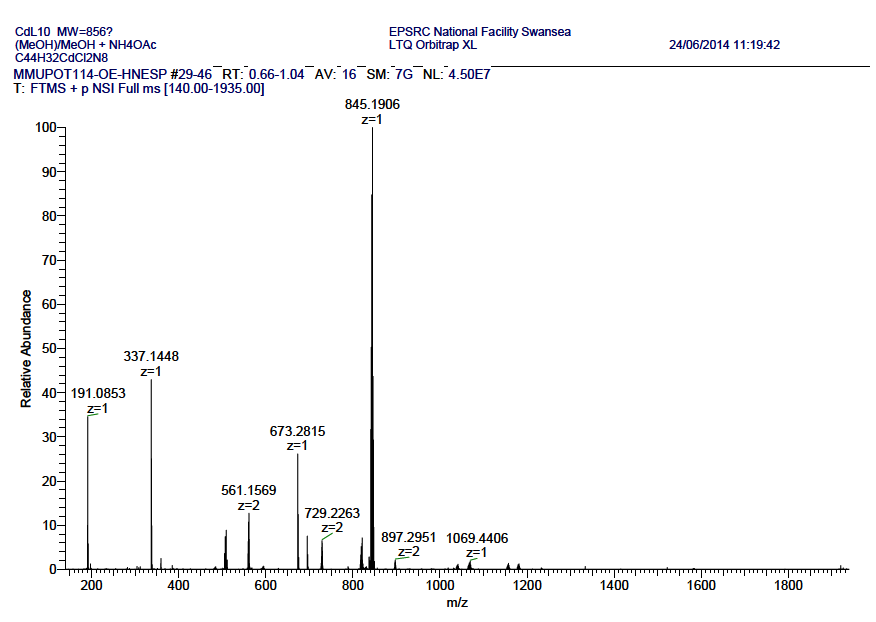 CdL10 MW=856?
(MeOH)/MeOH + NH4OAc
C44H32CdCl2N8
EPSRC National Facility Swansea
LTQ Orbitrap XL
24/06/2014 11:19:42
MMUPOT114-OE-HNESP #29-46 RT: 0.66-1.04 AV: 16 SM: 7G NL: 4.50E7
T: FTMS + p NSI Full ms [140.00-1935.00]
845.1906
z=1
337.1448
z=1
191.0853
z=1
673.2815
z=1
561.1569
z=2
729.2263
z=2
897.2951
z=2
1069.4406
z=1
100
90
80
70
60
50
40
30
20
10
0
Relative Abundance
200 400 600 800 1000 1200 1400 1600 1800
m/z